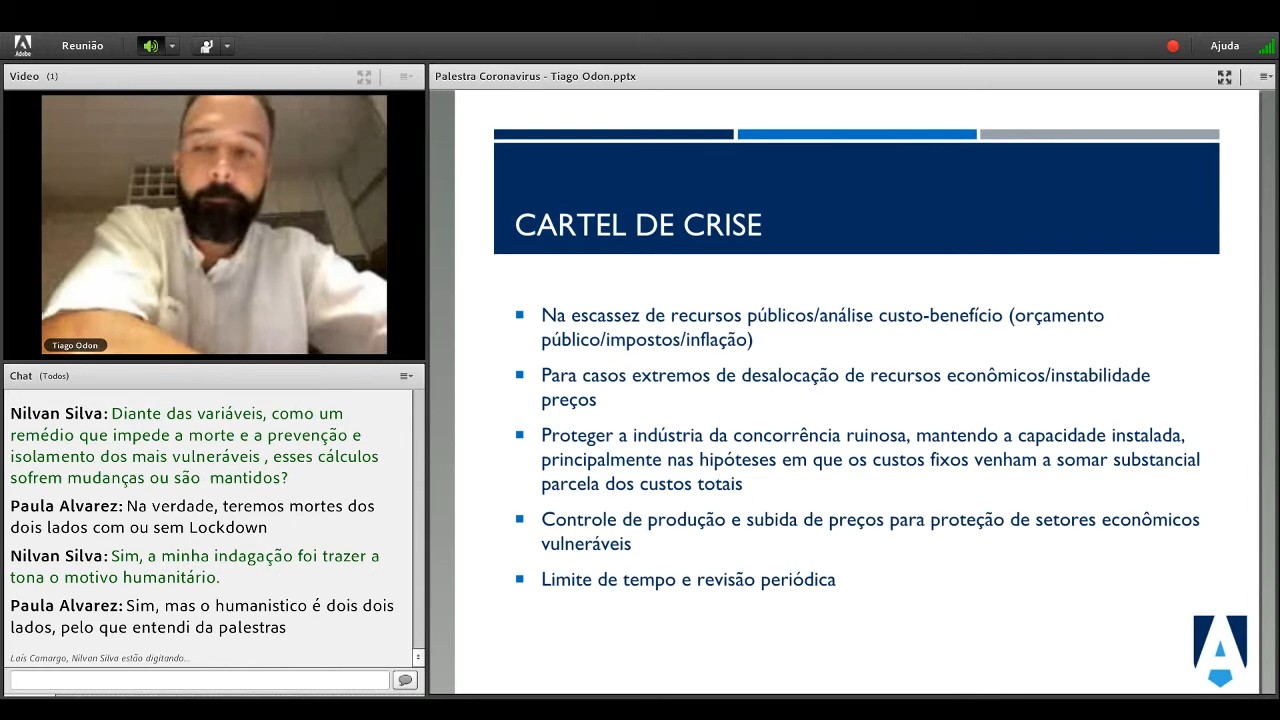 Adobe
Reunião
Ajuda
Video (1)
Palestra Coronavirus - Tiago Odon.pptx
Tiago Odon
Chat (Todos)
Nilvan Silva: Diante das variáveis, como um
remédio que impede a morte e a prevenção e
isolamento dos mais vulneráveis , esses cálculos
sofrem mudanças ou são mantidos?
Paula Alvarez: Na verdade, teremos mortes dos
dois lados com ou sem Lockdown
Nilvan Silva: Sim, a minha indagação foi trazer a
tona o motivo humanitário.
Paula Alvarez: Sim, mas o humanistico é dois dois
lados, pelo que entendi da palestras
Laís Camargo, Nilvan Silva estão digitando...
CARTEL DE CRISE
Na escassez de recursos públicos/análise custo-benefício (orçamento
público/impostos/inflação)
Para casos extremos de desalocação de recursos econômicos/instabilidade
preços
Proteger a indústria da concorrência ruinosa, mantendo a capacidade instalada,
principalmente nas hipóteses em que os custos fixos venham a somar substancial
parcela dos custos totais
Controle de produção e subida de preços para proteção de setores econômicos
vulneráveis
Limite de tempo e revisão periódica